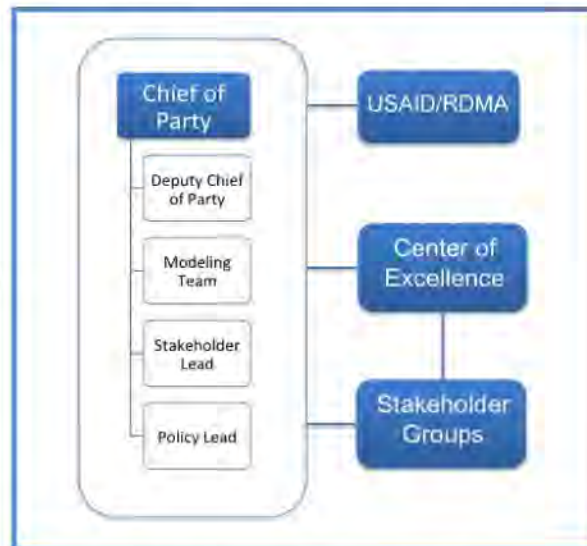 Chief of
Party
Deputy Chief
of Party
Modeling
Team
Stakeholder
Lead
Policy Lead
USAID/RDMA
Center of
Excellence
Stakeholder
Groups